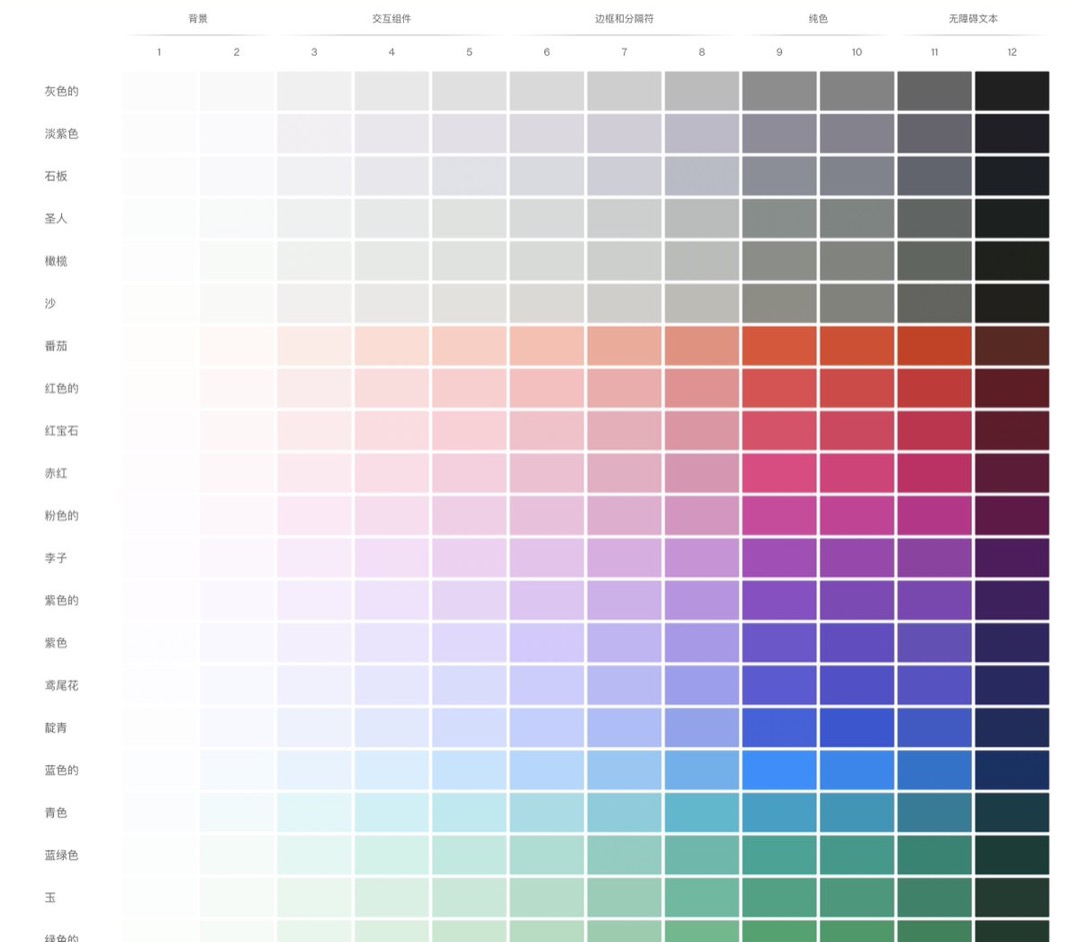 背景 交互组件 边框和分隔符 纯色 无障碍文本
1 2 3 4 5 6 7 8 9 10 11 12
灰色的
淡紫色
石板
圣人
橄榄
沙
番茄
红色的
红宝石
赤红
粉色的
李子
紫色的
紫色
鸢尾花
靛青
蓝色的
青色
蓝绿色
玉
绿色的